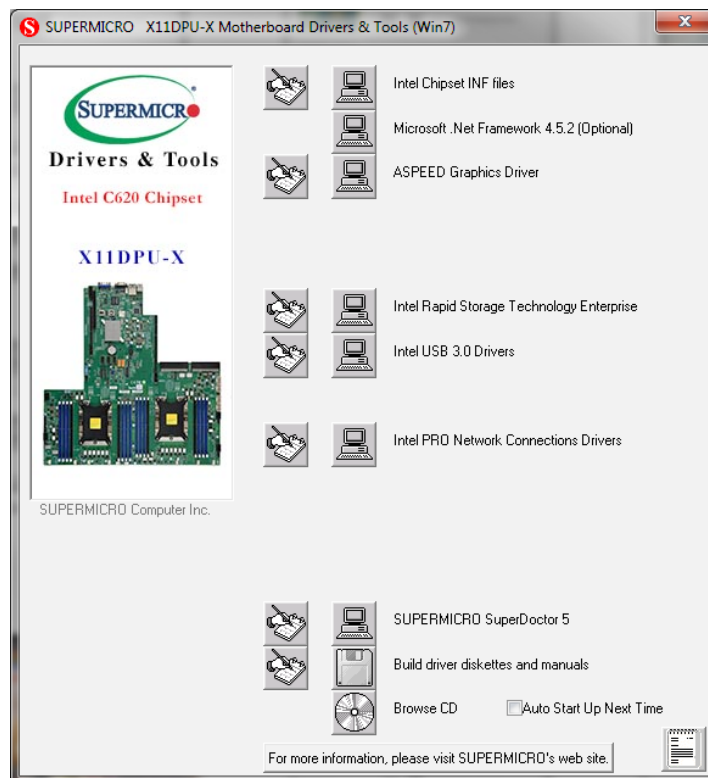 SUPERMICRO X11DPU-X Motherboard Drivers & Tools (Win7)
SUPERMICR
Drivers & Tools
Intel C620 Chipset
X11DPU-X
SUPERMICRO Computer Inc.
Intel Chipset INF files
Microsoft .Net Framework 4.5.2 (Optional)
ASPEED Graphics Driver
Intel Rapid Storage Technology Enterprise
Intel USB 3.0 Drivers
Intel PRO Network Connections Drivers
SUPERMICRO SuperDoctor 5
Build driver diskettes and manuals
Browse CD Auto Start Up Next Time
For more information, please visit SUPERMICRO's web site.